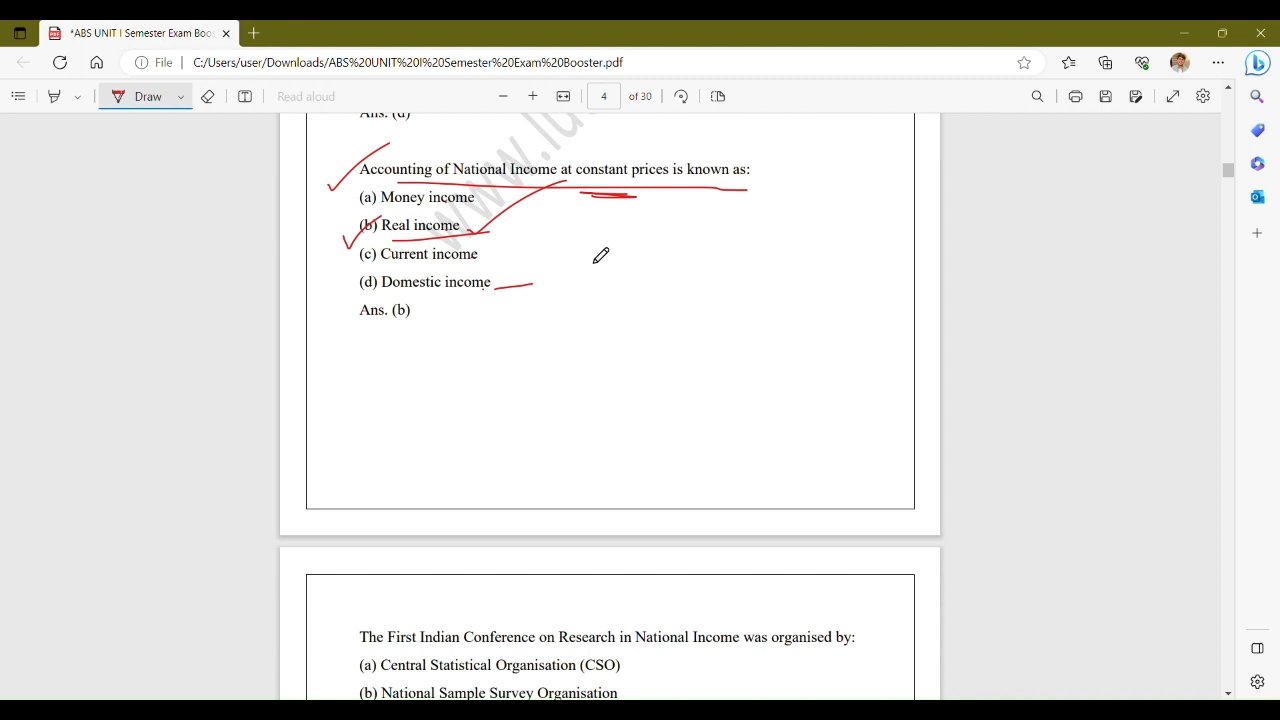 *ABS UNIT I Semester Exam Boo
File | C:/Users/user/Downloads/ABS%20UNIT%20I%20Semester%20Exam%20Booster.pdf
Draw Read aloud 4 of 30
Ans. (d)
Accounting of National Income at constant prices is known as:
(a) Money income
(b) Real income
(c) Current income
(d) Domestic income
Ans. (b)
The First Indian Conference on Research in National Income was organised by:
(a) Central Statistical Organisation (CSO)
(b) National Sample Survey Organisation